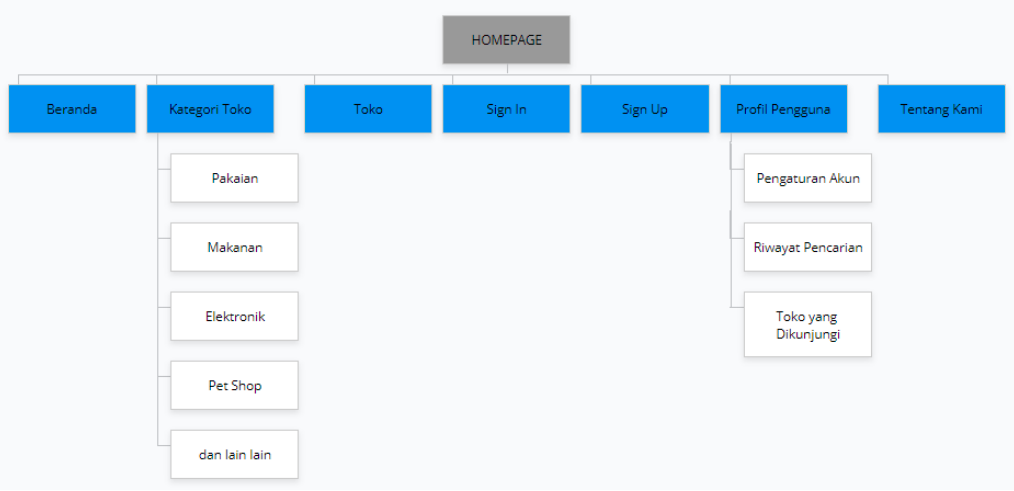 HOMEPAGE
Beranda
Kategori Toko
Toko
Sign In
Sign Up
Profil Pengguna
Tentang Kami
Pakaian
Makanan
Elektronik
Pet Shop
dan lain lain
Pengaturan Akun
Riwayat Pencarian
Toko yang
Dikunjungi